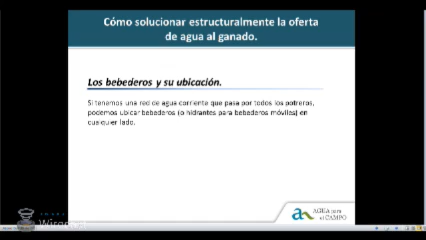 Cómo solucionar estructuralmente la oferta
de agua al ganado.
Los bebederos y su ubicación.
Si tenemos una red de agua corriente que pasa por todos los potreros,
podemos ubicar bebederos (o hidrantes para bebederos móviles) en
cualquier lado.
AGUA para
el CAMPO